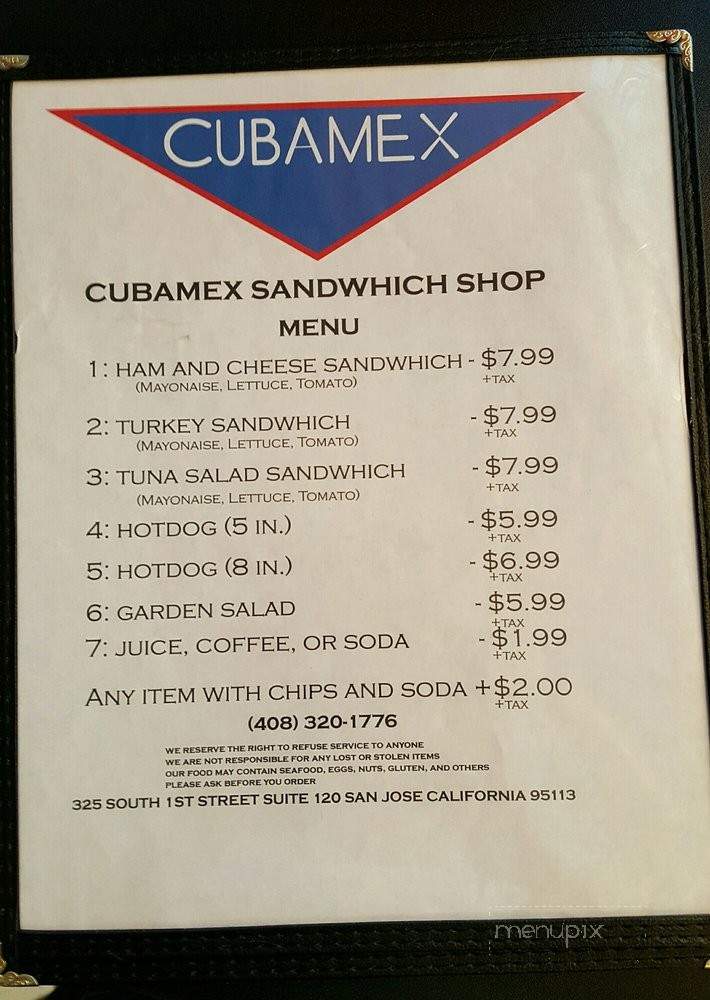 CUBAMEX
CUBAMEX SANDWHICH SHOP
MENU
1: HAM AND CHEESE SANDWHICH - $7.99
(MAYONAISE, LETTUCE, TOMATO) +TAX
2: TURKEY SANDWHICH - $7.99
(MAYONAISE, LETTUCE, TOMATO) +TAX
3: TUNA SALAD SANDWHICH - $7.99
(MAYONAISE, LETTUCE, TOMATO) +TAX
4: HOTDOG (5 IN.) - $5.99
+TAX
5: HOTDOG (8 IN.) - $6.99
+TAX
6: GARDEN SALAD - $5.99
+TAX
7: JUICE, COFFEE, OR SODA - $1.99
+TAX
ANY ITEM WITH CHIPS AND SODA +$2.00
+TAX
(408) 320-1776
WE RESERVE THE RIGHT TO REFUSE SERVICE TO ANYONE
WE ARE NOT RESPONSIBLE FOR ANY LOST OR STOLEN ITEMS
OUR FOOD MAY CONTAIN SEAFOOD, EGGS, NUTS, GLUTEN, AND OTHERS
PLEASE ASK BEFORE YOU ORDER
325 SOUTH 1ST STREET SUITE 120 SAN JOSE CALIFORNIA 95113
menupix